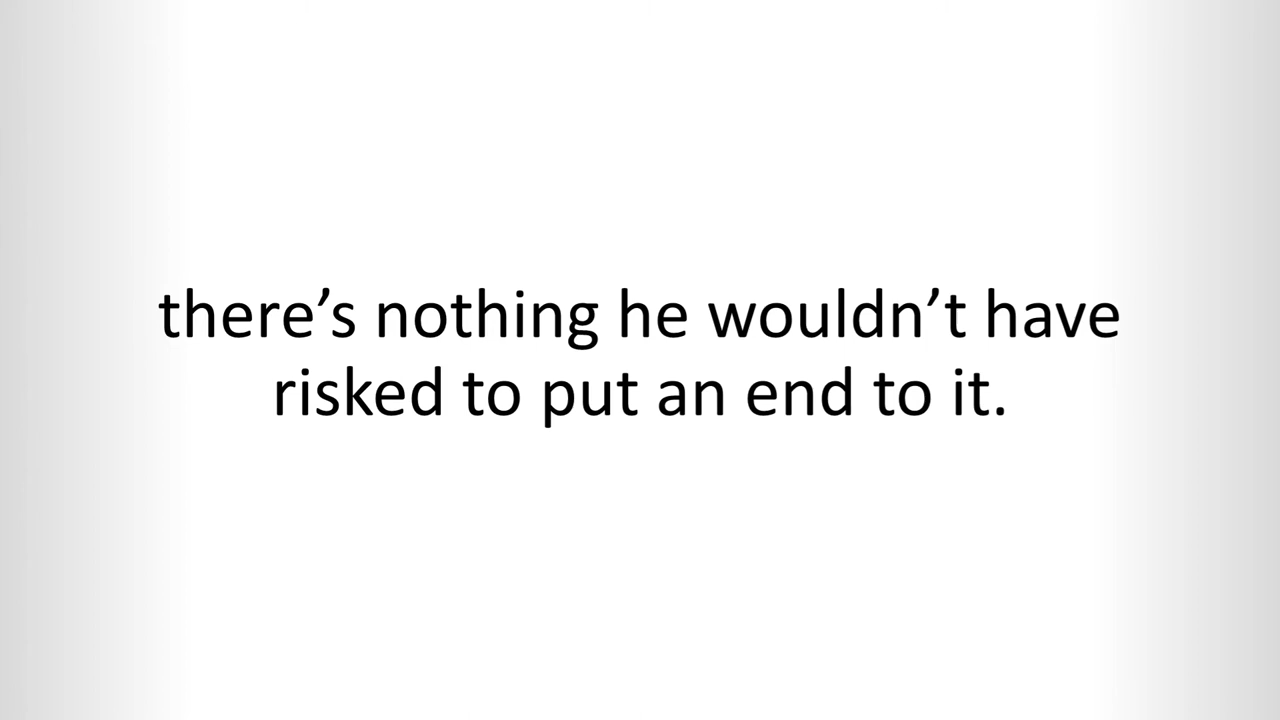 there’s nothing he wouldn’t have
risked to put an end to it.